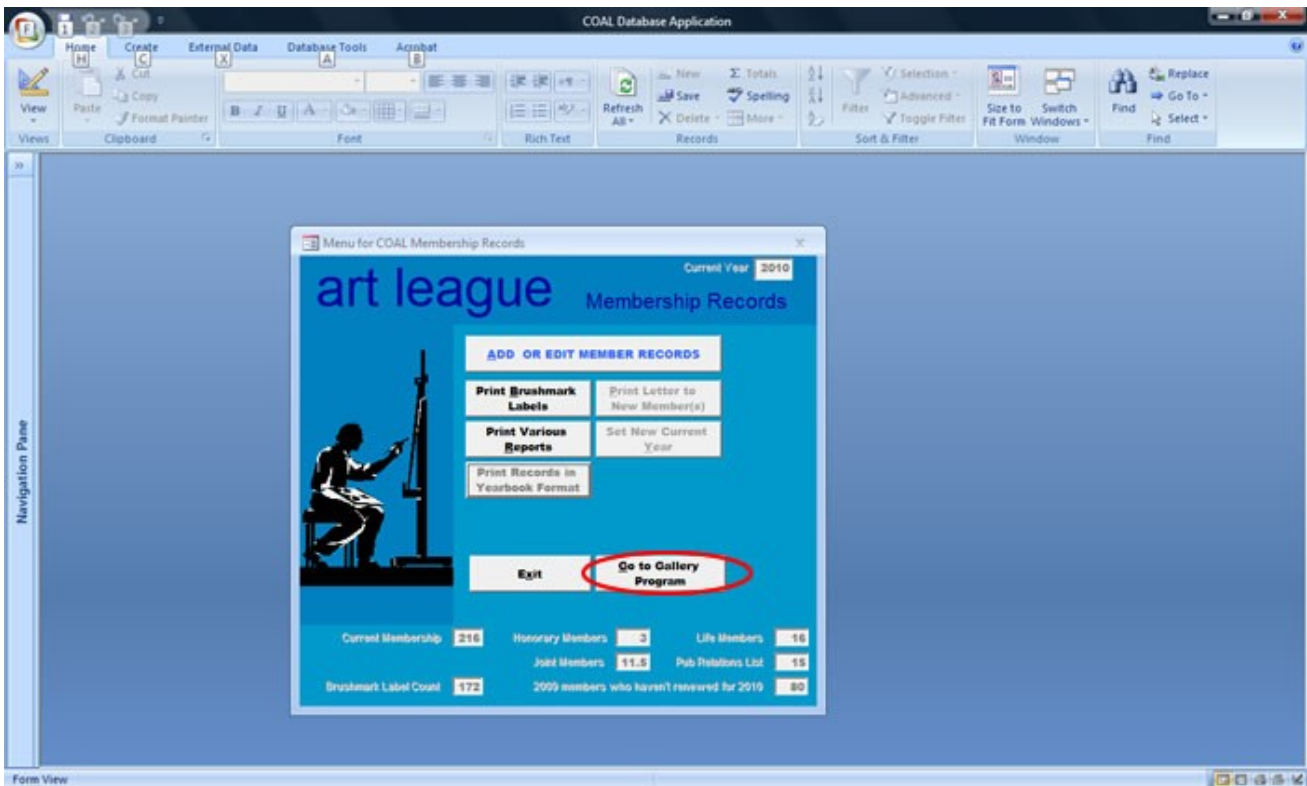 COAL Database Application
F
1
2
3
Home Create External Data Database Tools Acrobat
H C X A B
View
Paste
Cut
Copy
Format Painter
B I U A
Refresh
All
New
Save
Delete
Σ Totals
Spelling
More
Filter
Selection
Advanced
Toggle Filter
Size to
Fit Form
Switch
Windows
Find
Replace
Go To
Select
Views Clipboard Font Rich Text Records Sort & Filter Window Find
»
Navigation Pane
Menu for COAL Membership Records
Current Year 2010
art league Membership Records
ADD OR EDIT MEMBER RECORDS
Print Brushmark
Labels
Print Letter to
New Member(s)
Print Various
Reports
Set New Current
Year
Print Records in
Yearbook Format
Exit
Go to Gallery
Program
Current Membership 216 Honorary Members 3 Life Members 16
Joint Members 11.5 Pub Relations List 15
Brushmark Label Count 172 2009 members who haven't renewed for 2010 80
Form View